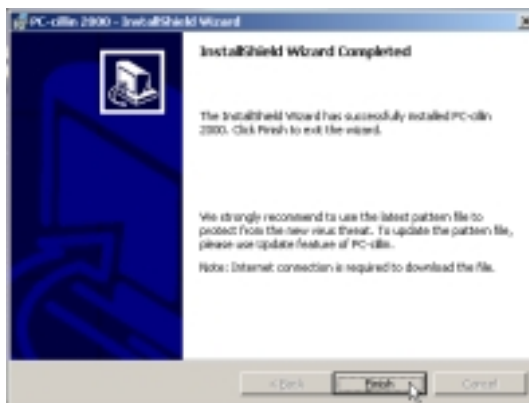 PC-cillin 2000 - InstallShield Wizard
InstallShield Wizard Completed
The InstallShield Wizard has successfully installed PC-cillin
2000. Click Finish to exit the wizard.
We strongly recommend to use the latest pattern file to
protect from the new virus threat. To update the pattern file,
please use Update feature of PC-cillin.
Note: Internet connection is required to download the file.
< Back
Finish
Cancel